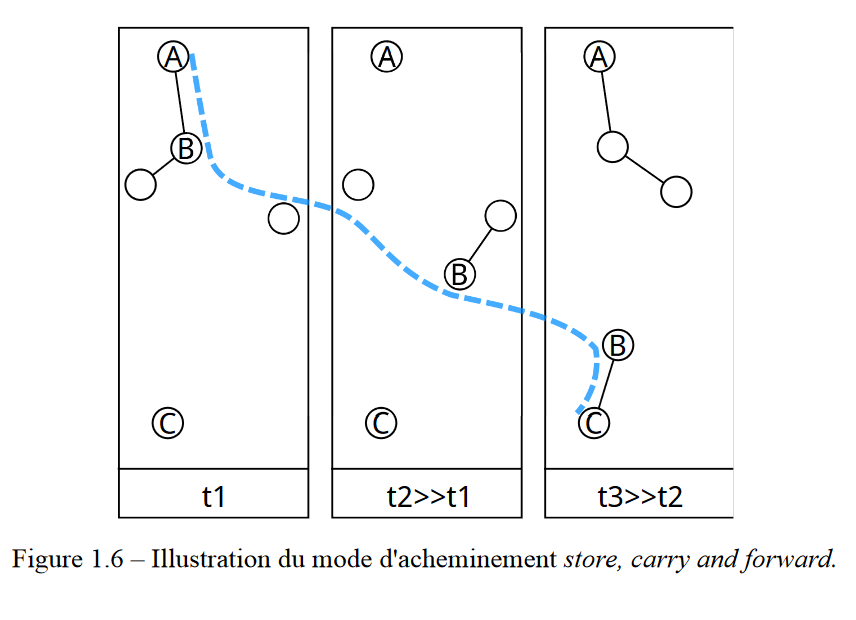 A
A
A
B
B
B
C
C
C
t1
t2>>t1
t3>>t2
Figure 1.6 – Illustration du mode d'acheminement store, carry and forward.